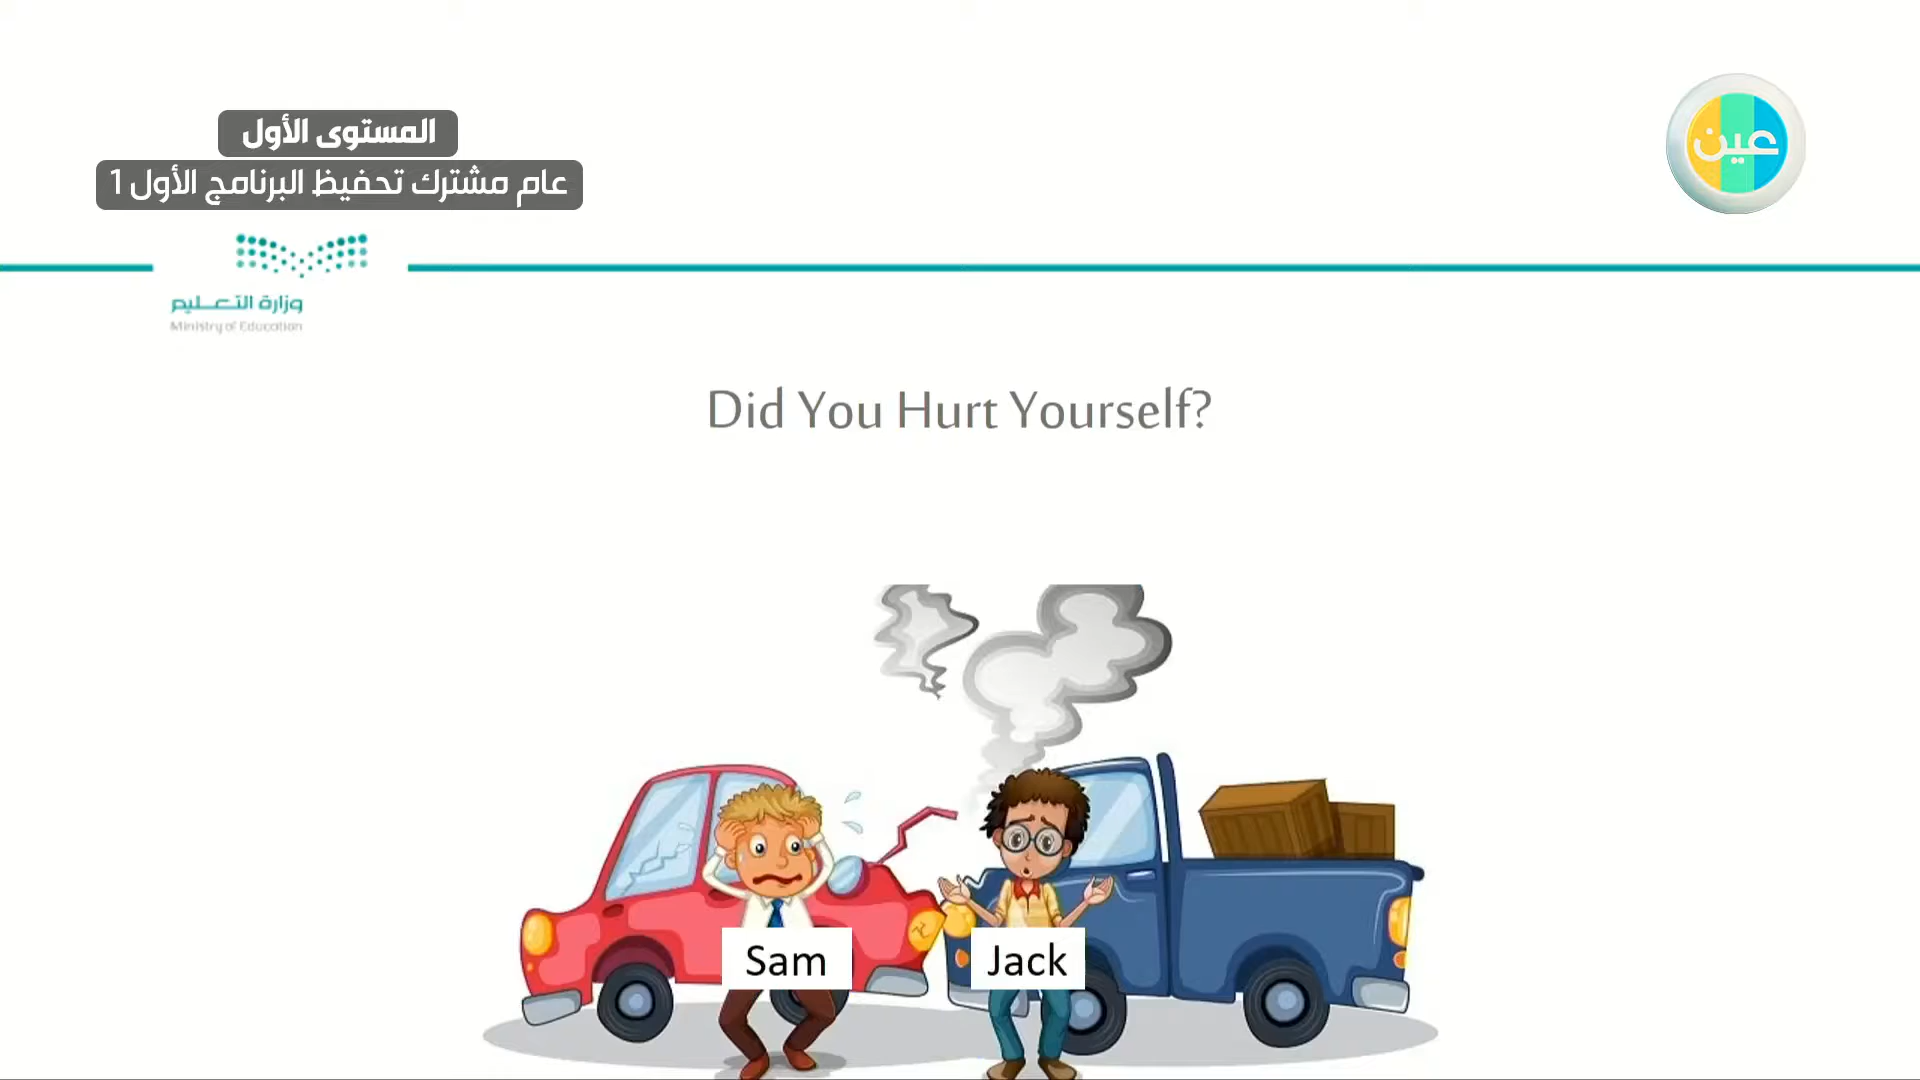 المستوى الأول
عام مشترك تحفيظ البرنامج الأول 1
عين
وزارة التعليم
Ministry of Education
Did You Hurt Yourself?
Sam
Jack